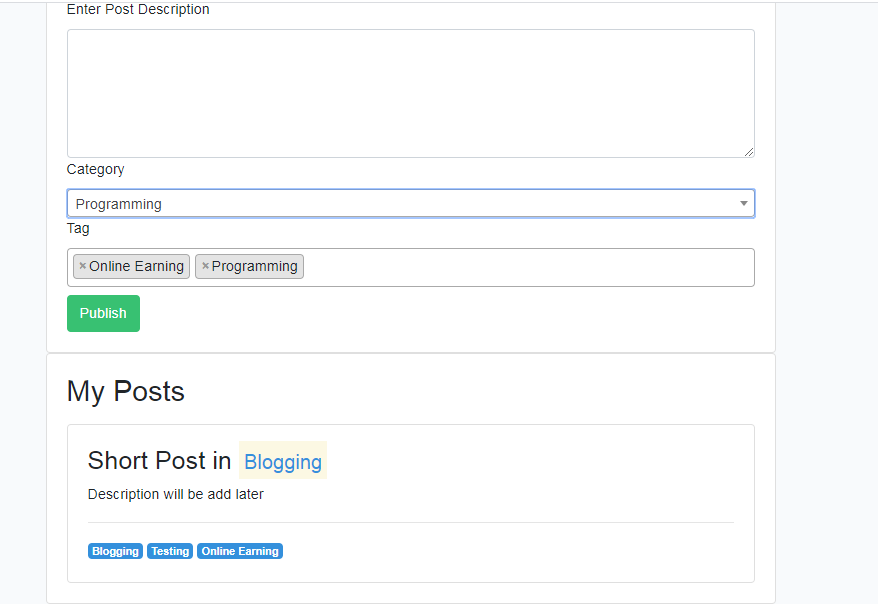 Enter Post Description
Category
Programming
Tag
×Online Earning ×Programming
Publish
My Posts
Short Post in Blogging
Description will be add later
Blogging Testing Online Earning